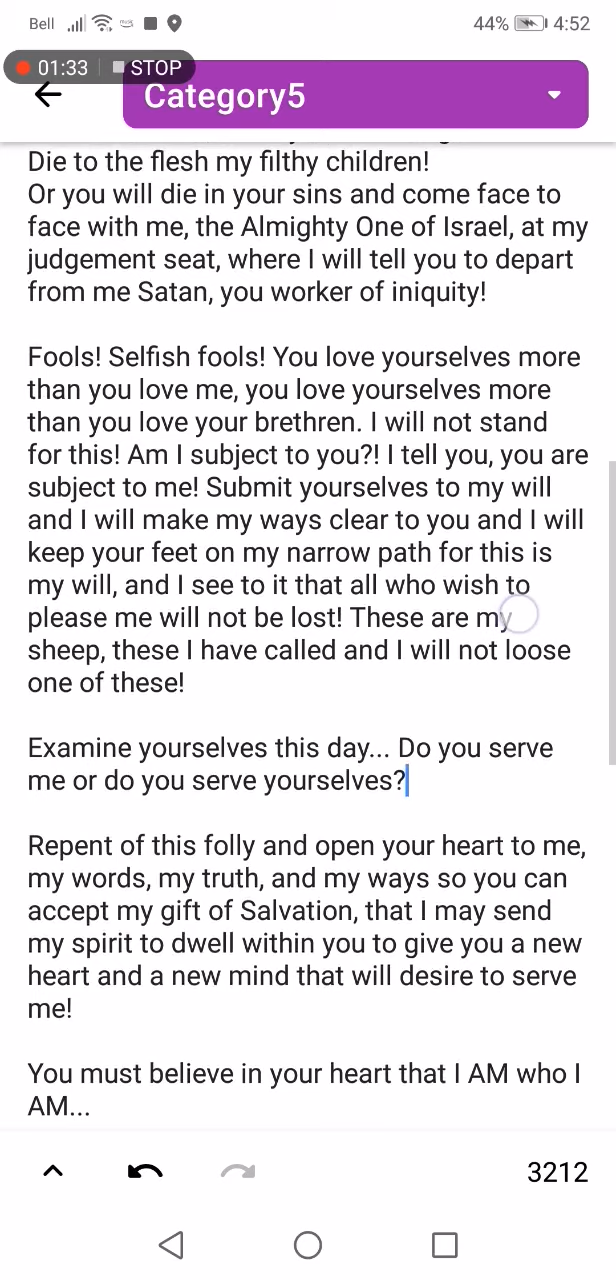 Bell 44% 4:52
01:33 STOP
Category5
Die to the flesh my filthy children!
Or you will die in your sins and come face to
face with me, the Almighty One of Israel, at my
judgement seat, where I will tell you to depart
from me Satan, you worker of iniquity!
Fools! Selfish fools! You love yourselves more
than you love me, you love yourselves more
than you love your brethren. I will not stand
for this! Am I subject to you?! I tell you, you are
subject to me! Submit yourselves to my will
and I will make my ways clear to you and I will
keep your feet on my narrow path for this is
my will, and I see to it that all who wish to
please me will not be lost! These are my
sheep, these I have called and I will not loose
one of these!
Examine yourselves this day... Do you serve
me or do you serve yourselves?
Repent of this folly and open your heart to me,
my words, my truth, and my ways so you can
accept my gift of Salvation, that I may send
my spirit to dwell within you to give you a new
heart and a new mind that will desire to serve
me!
You must believe in your heart that I AM who I
AM...
3212